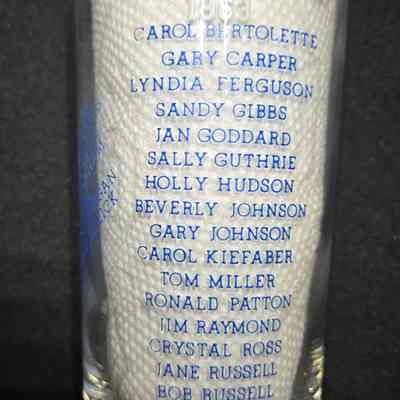 1963
CAROL BERTOLETTE
GARY CARPER
LYNDIA FERGUSON
SANDY GIBBS
JAN GODDARD
SALLY GUTHRIE
HOLLY HUDSON
BEVERLY JOHNSON
GARY JOHNSON
CAROL KIEFABER
TOM MILLER
RONALD PATTON
JIM RAYMOND
CRYSTAL ROSS
JANE RUSSELL
BOB RUSSELL